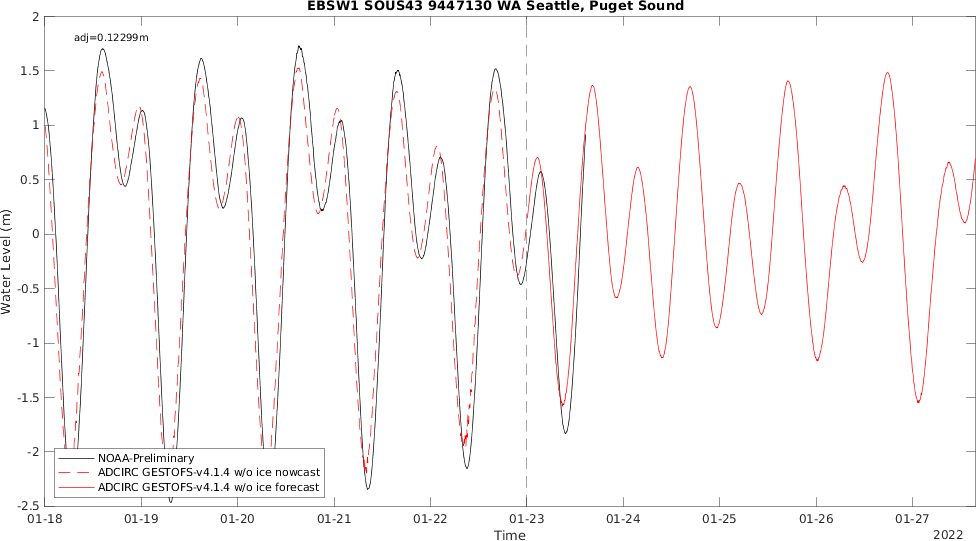 EBSW1 SOUS43 9447130 WA Seattle, Puget Sound
adj=0.12299m
2
1.5
1
0.5
0
-0.5
-1
-1.5
-2
-2.5
Water Level (m)
NOAA-Preliminary
ADCIRC GESTOFS-v4.1.4 w/o ice nowcast
ADCIRC GESTOFS-v4.1.4 w/o ice forecast
01-18 01-19 01-20 01-21 01-22 01-23 01-24 01-25 01-26 01-27
Time
2022